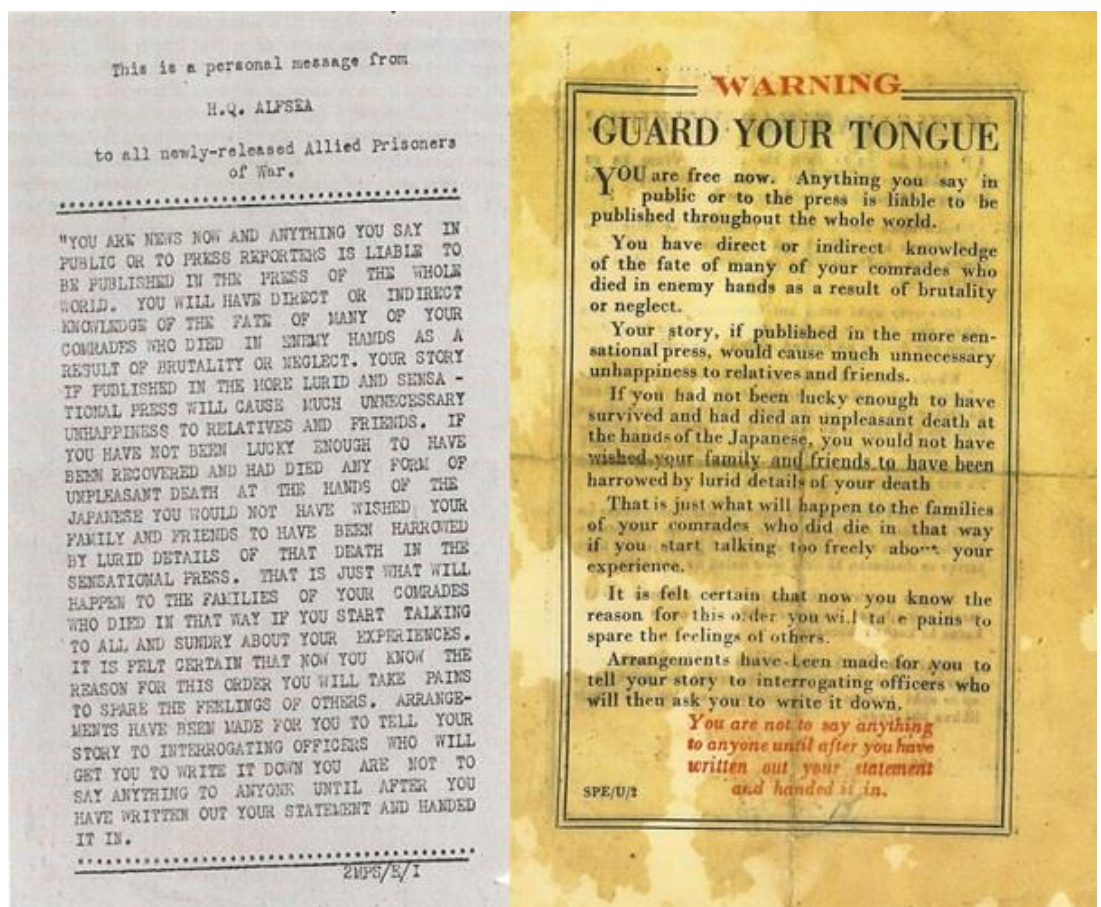 This is a personal message from
H.Q. ALFSEA
to all newly-released Allied Prisoners
of War.
"YOU ARE NEWS NOW AND ANYTHING YOU SAY IN
PUBLIC OR TO PRESS REPORTERS IS LIABLE TO
BE PUBLISHED IN THE PRESS OF THE WHOLE
WORLD. YOU WILL HAVE DIRECT OR INDIRECT
KNOWLEDGE OF THE FATE OF MANY OF YOUR
COMRADES WHO DIED IN ENEMY HANDS AS A
RESULT OF BRUTALITY OR NEGLECT. YOUR STORY
IF PUBLISHED IN THE MORE LURID AND SENSA -
TIONAL PRESS WILL CAUSE MUCH UNNECESSARY
UNHAPPINESS TO RELATIVES AND FRIENDS. IF
YOU HAVE NOT BEEN LUCKY ENOUGH TO HAVE
BEEN RECOVERED AND HAD DIED ANY FORM OF
UNPLEASANT DEATH AT THE HANDS OF THE
JAPANESE YOU WOULD NOT HAVE WISHED YOUR
FAMILY AND FRIENDS TO HAVE BEEN HARROWED
BY LURID DETAILS OF THAT DEATH IN THE
SENSATIONAL PRESS. THAT IS JUST WHAT WILL
HAPPEN TO THE FAMILIES OF YOUR COMRADES
WHO DIED IN THAT WAY IF YOU START TALKING
TO ALL AND SUNDRY ABOUT YOUR EXPERIENCES.
IT IS FELT CERTAIN THAT NOW YOU KNOW THE
REASON FOR THIS ORDER YOU WILL TAKE PAINS
TO SPARE THE FEELINGS OF OTHERS. ARRANGE-
MENTS HAVE BEEN MADE FOR YOU TO TELL YOUR
STORY TO INTERROGATING OFFICERS WHO WILL
GET YOU TO WRITE IT DOWN YOU ARE NOT TO
SAY ANYTHING TO ANYONE UNTIL AFTER YOU
HAVE WRITTEN OUT YOUR STATEMENT AND HANDED
IT IN.
2MPS/E/I
WARNING
GUARD YOUR TONGUE
YOU are free now. Anything you say in
public or to the press is liable to be
published throughout the whole world.
You have direct or indirect knowledge
of the fate of many of your comrades who
died in enemy hands as a result of brutality
or neglect.
Your story, if published in the more sen-
sational press, would cause much unnecessary
unhappiness to relatives and friends.
If you had not been lucky enough to have
survived and had died an unpleasant death at
the hands of the Japanese, you would not have
wished your family and friends to have been
harrowed by lurid details of your death
That is just what will happen to the families
of your comrades who did die in that way
if you start talking too freely about your
experience.
It is felt certain that now you know the
reason for this order you will take pains to
spare the feelings of others.
Arrangements have been made for you to
tell your story to interrogating officers who
will then ask you to write it down.
You are not to say anything
to anyone until after you have
written out your statement
and handed it in.
SPE/U/2